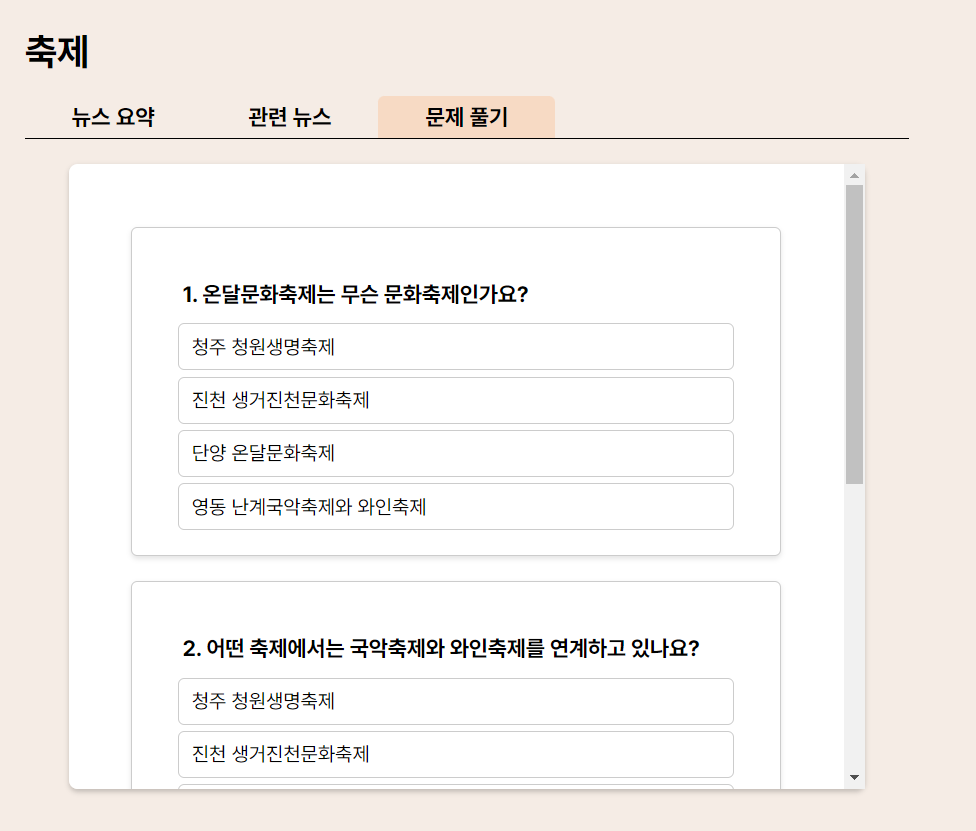 축제
뉴스 요약 관련 뉴스 문제 풀기
1. 온달문화축제는 무슨 문화축제인가요?
청주 청원생명축제
진천 생거진천문화축제
단양 온달문화축제
영동 난계국악축제와 와인축제
2. 어떤 축제에서는 국악축제와 와인축제를 연계하고 있나요?
청주 청원생명축제
진천 생거진천문화축제